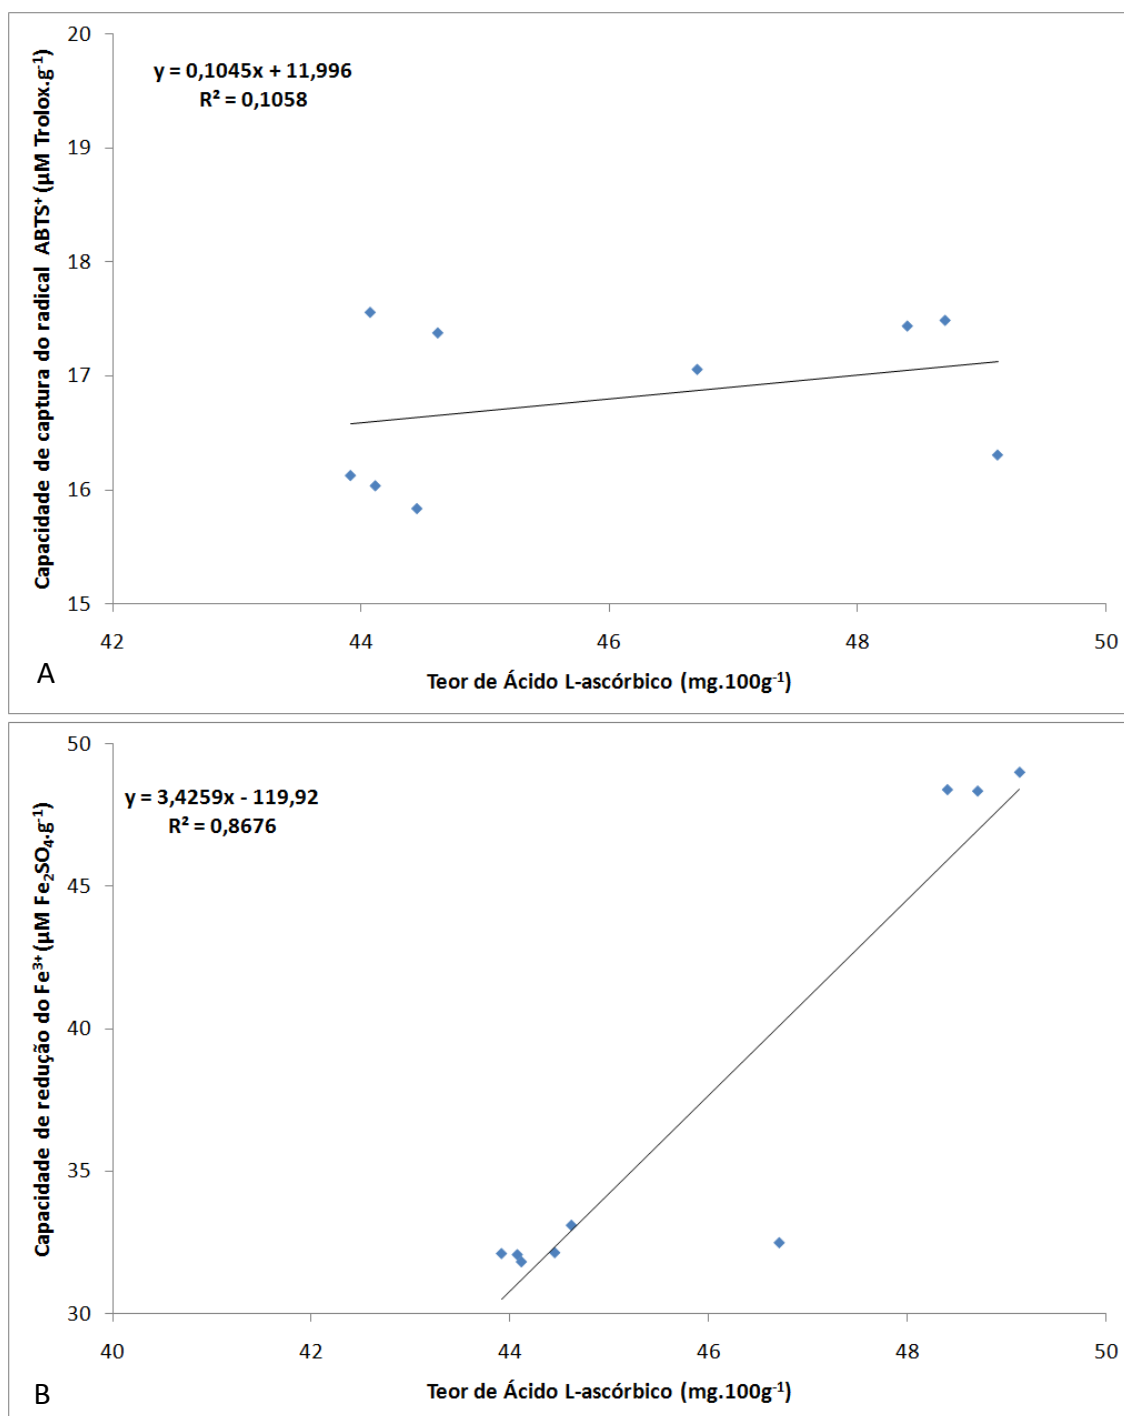 Capacidade de captura do radical ABTS⁺ (µM Trolox.g⁻¹)
20
19
18
17
16
15
y = 0,1045x + 11,996
R² = 0,1058
42 44 46 48 50
A
Teor de Ácido L-ascórbico (mg.100g⁻¹)
Capacidade de redução do Fe³⁺ (µM Fe₂SO₄.g⁻¹)
50
45
40
35
30
y = 3,4259x - 119,92
R² = 0,8676
40 42 44 46 48 50
B
Teor de Ácido L-ascórbico (mg.100g⁻¹)